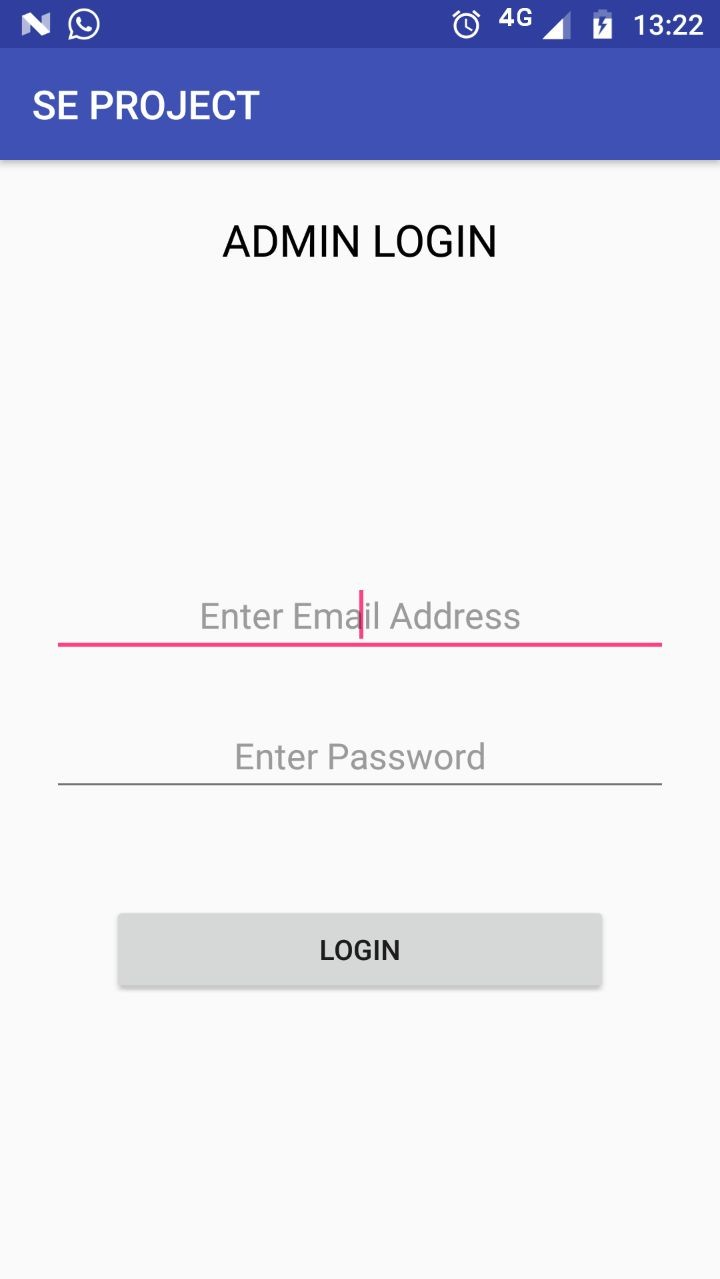 4G 13:22
SE PROJECT
ADMIN LOGIN
Enter Email Address
Enter Password
LOGIN